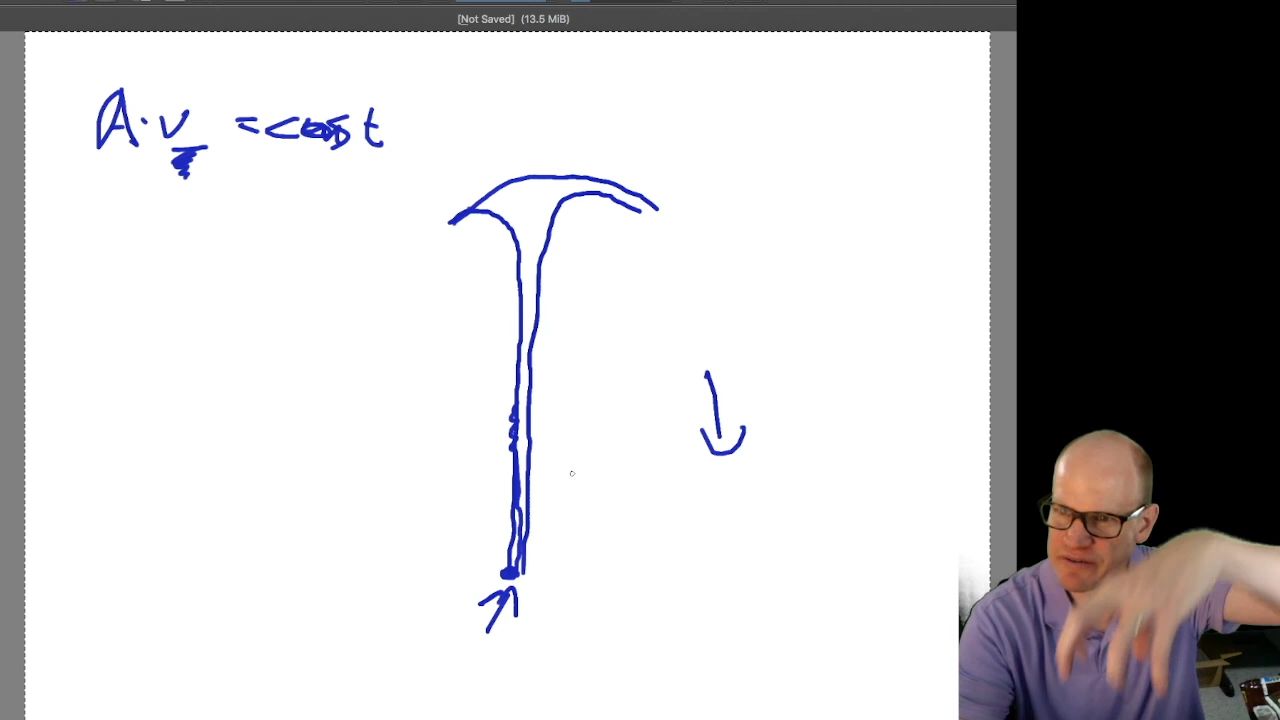 [Not Saved] (13.5 MiB)
A · v = const